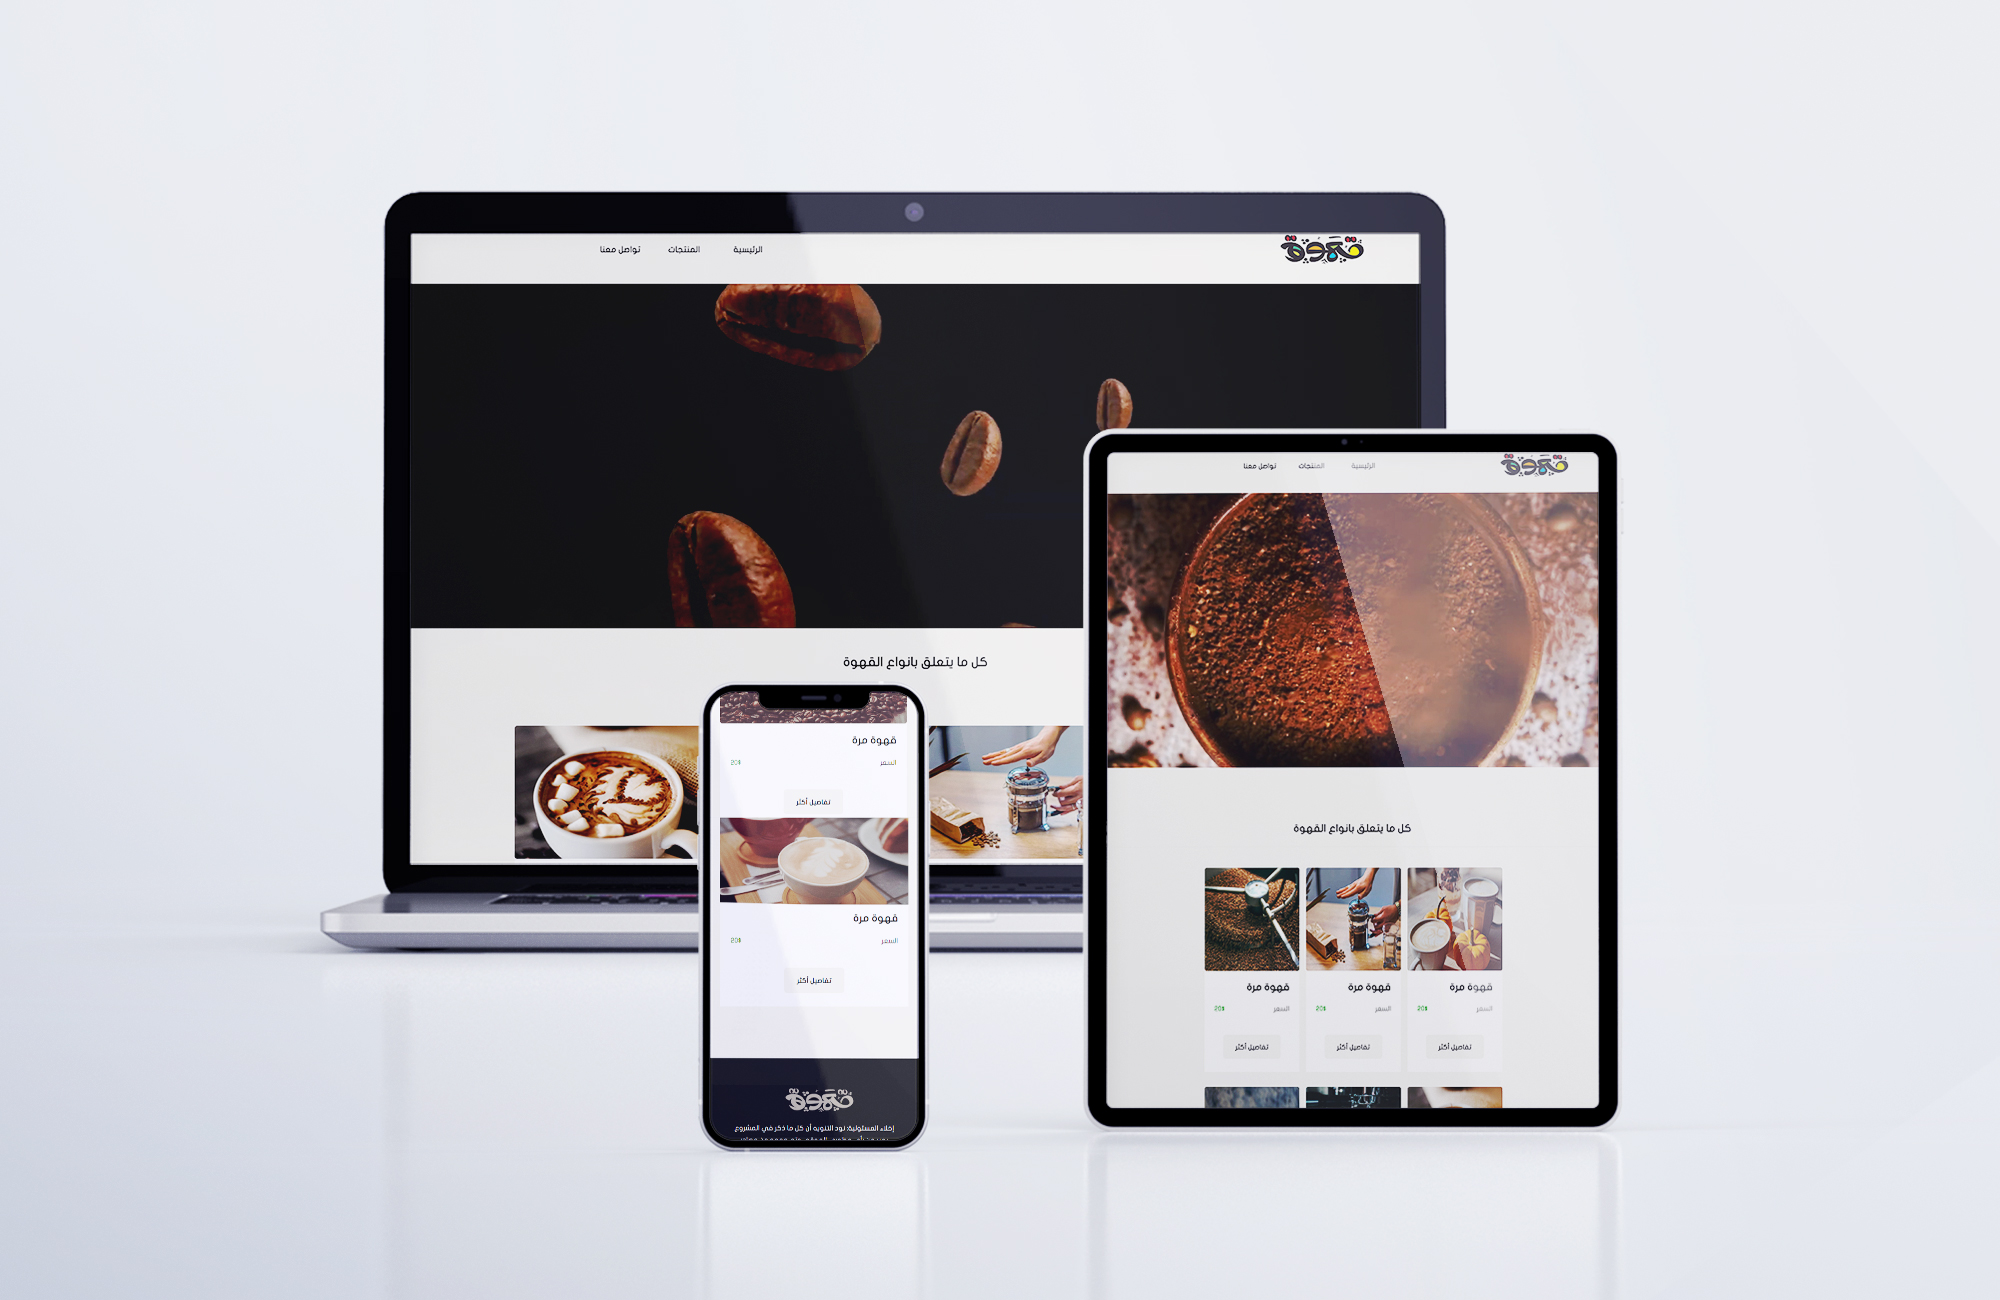 قهوة
الرئيسية
المنتجات
تواصل معنا
كل ما يتعلق بانواع القهوة
قهوة مرة
السعر
20$
تفاصيل أكثر
قهوة مرة
السعر
20$
تفاصيل أكثر
قهوة
إخلاء المسئولية: نود التنويه أن كل ما ذكر في المشروع
قهوة
الرئيسية
المنتجات
تواصل معنا
كل ما يتعلق بانواع القهوة
قهوة مرة
قهوة مرة
قهوة مرة
السعر
20$
السعر
20$
السعر
20$
تفاصيل أكثر
تفاصيل أكثر
تفاصيل أكثر